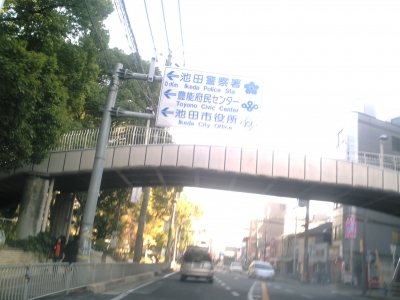 ← 池田警察署
Ikeda Police Sta
← 豊能府民センター
Toyono Civic Center
← 池田市役所
Ikeda City Office